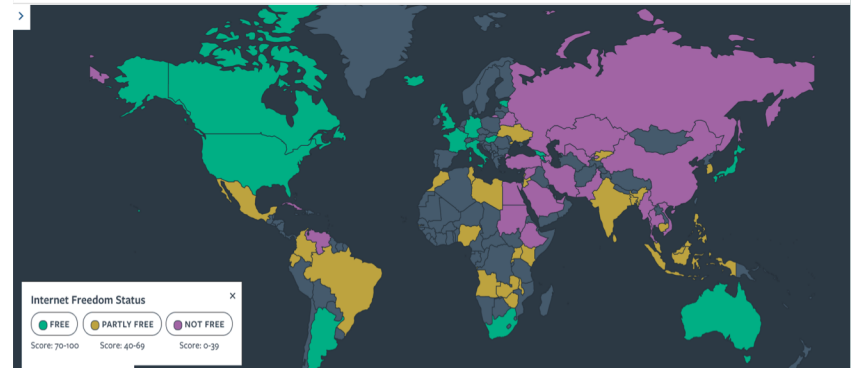 Internet Freedom Status
FREE PARTLY FREE NOT FREE
Score: 70-100 Score: 40-69 Score: 0-39